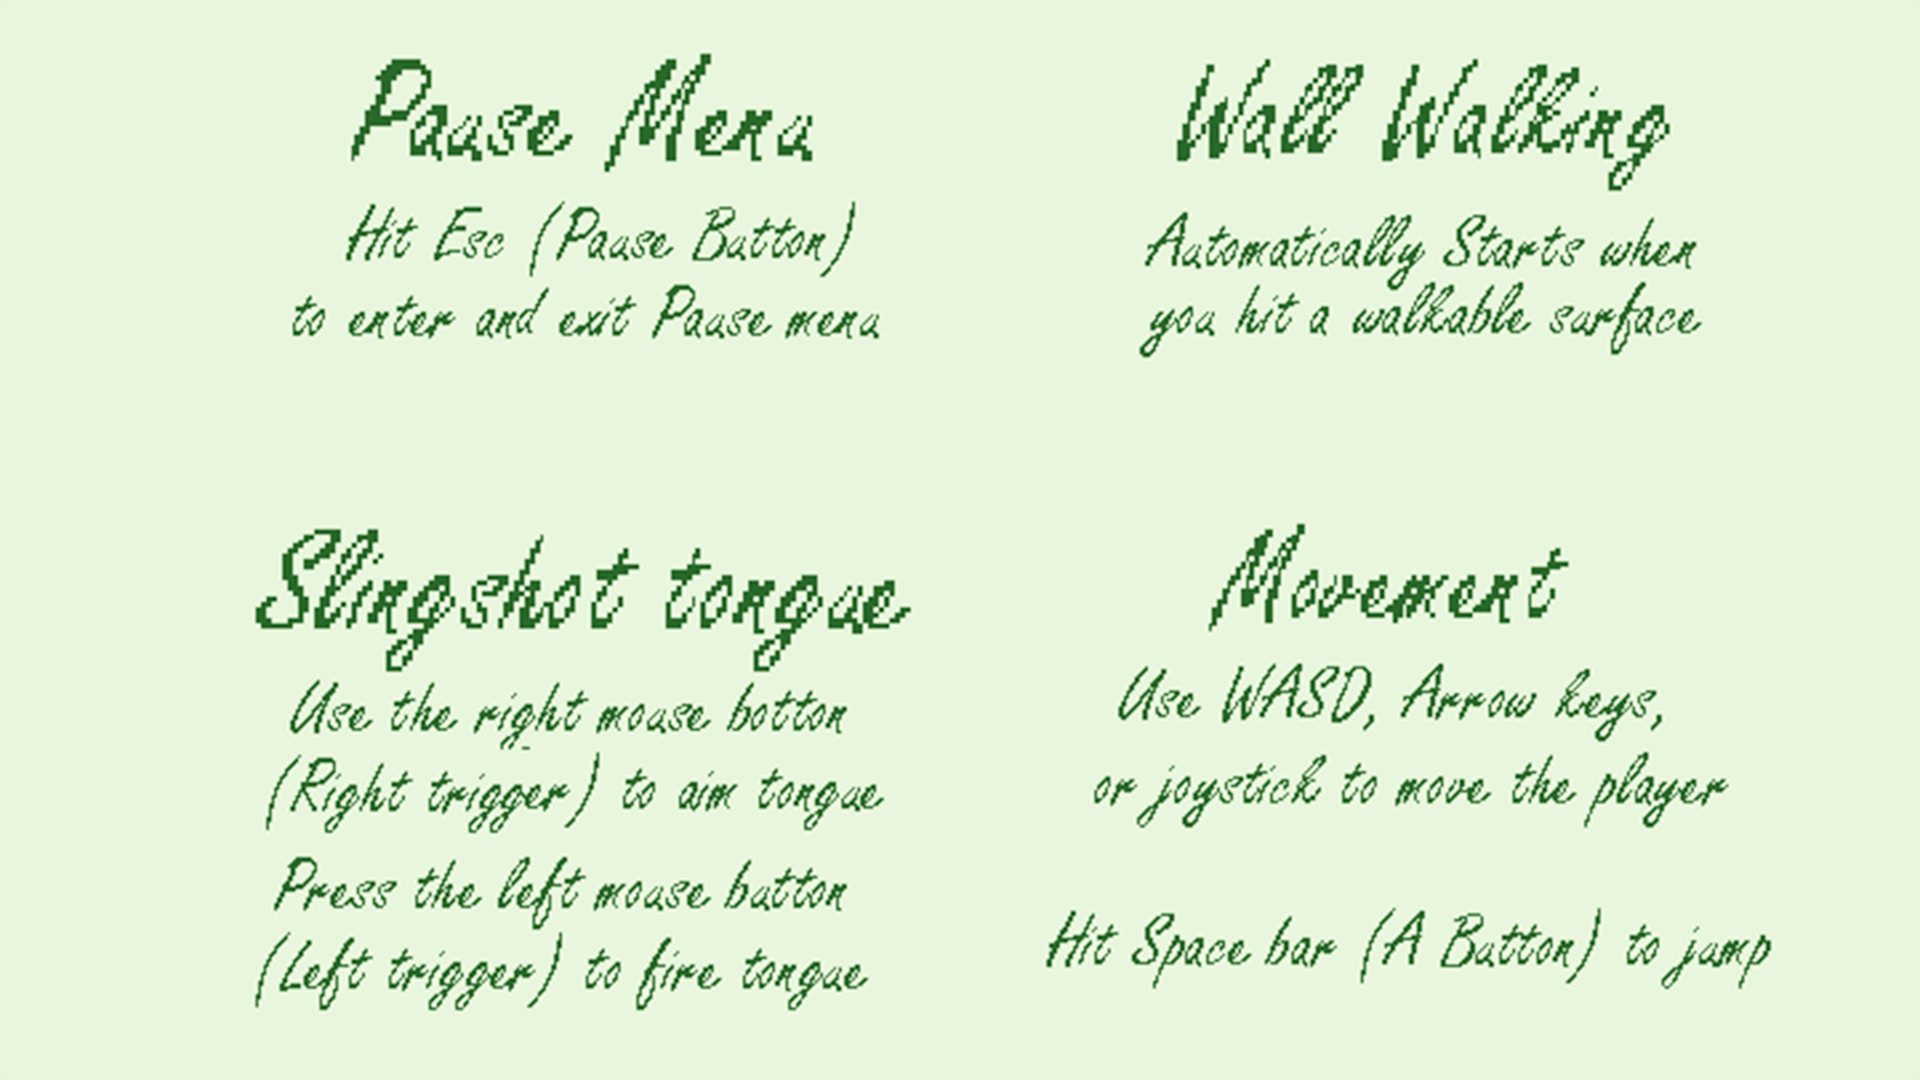 Pause Menu
Hit Esc (Pause Button)
to enter and exit Pause menu
Wall Walking
Automatically Starts when
you hit a walkable surface
Slingshot tongue
Use the right mouse botton
(Right trigger) to aim tongue
Press the left mouse button
(Left trigger) to fire tongue
Movement
Use WASD, Arrow keys,
or joystick to move the player
Hit Space bar (A Button) to jump